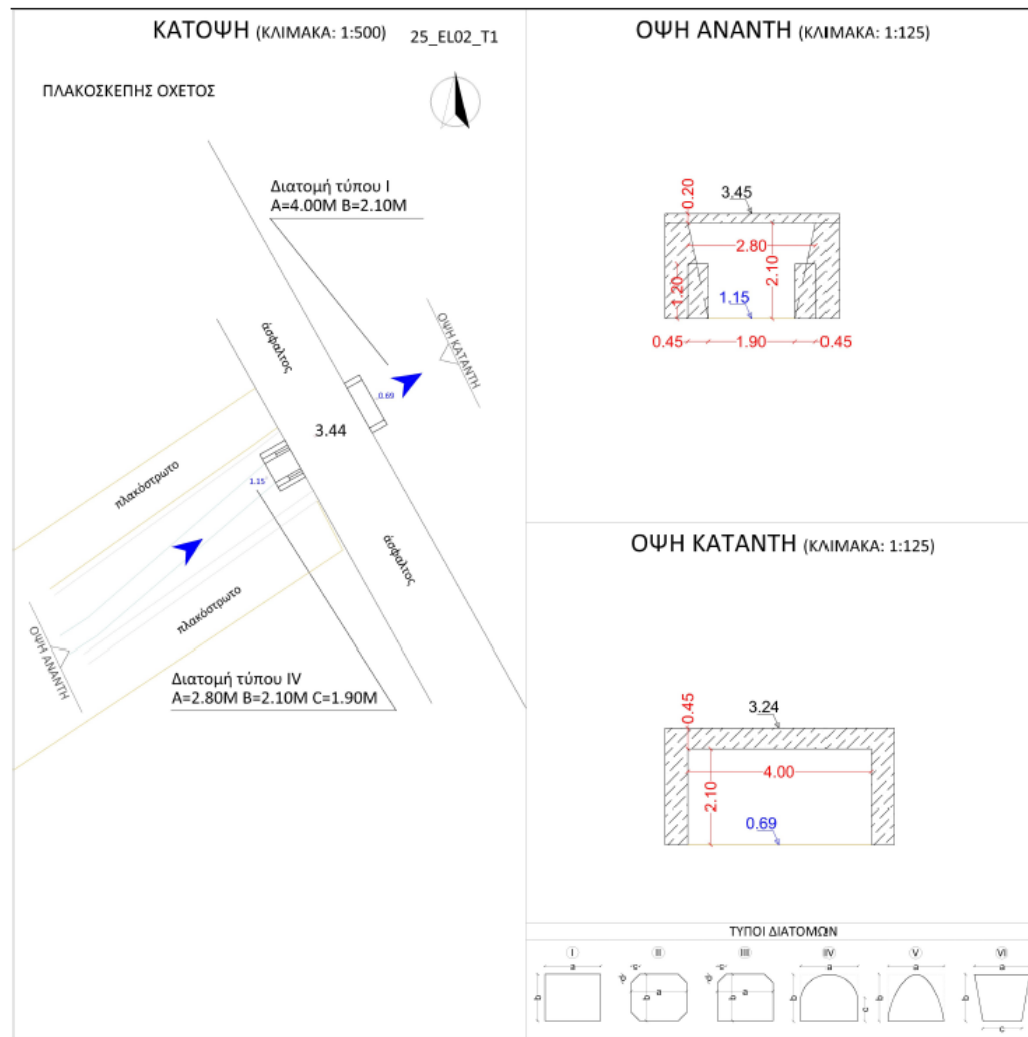 ΚΑΤΟΨΗ (ΚΛΙΜΑΚΑ: 1:500)
25_EL02_T1
ΠΛΑΚΟΣΚΕΠΗΣ ΟΧΕΤΟΣ
Διατομή τύπου I
A=4.00M B=2.10M
άσφαλτος
ΟΨΗ ΚΑΤΑΝΤΗ
0.69
3.44
πλακόστρωτο
1.15
άσφαλτος
πλακόστρωτο
ΟΨΗ ΑΝΑΝΤΗ
Διατομή τύπου IV
A=2.80M B=2.10M C=1.90M
ΟΨΗ ΑΝΑΝΤΗ (ΚΛΙΜΑΚΑ: 1:125)
0.20
3.45
2.80
2.10
1.20
1.15
0.45
1.90
0.45
ΟΨΗ ΚΑΤΑΝΤΗ (ΚΛΙΜΑΚΑ: 1:125)
0.45
3.24
4.00
2.10
0.69
ΤΥΠΟΙ ΔΙΑΤΟΜΩΝ
I II III IV V VI
a c c a a a
b d b a d b a b c b b
c